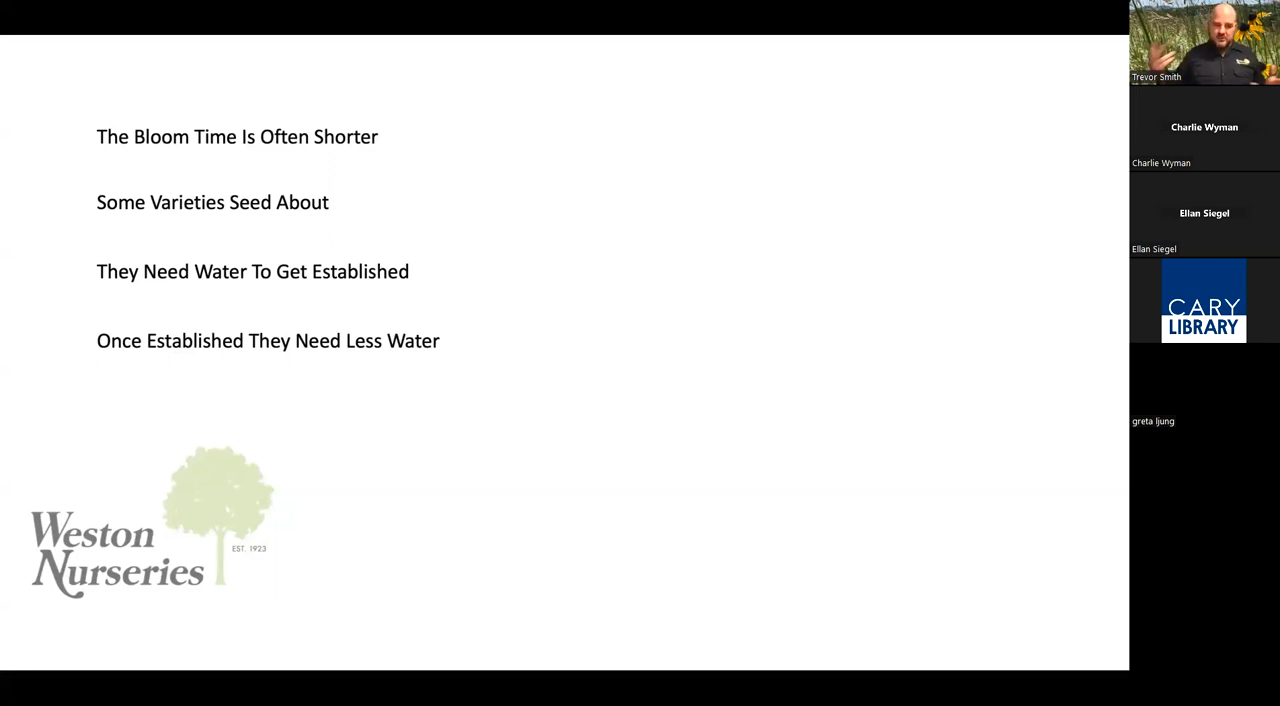 The Bloom Time Is Often Shorter
Some Varieties Seed About
They Need Water To Get Established
Once Established They Need Less Water
Weston
Nurseries
EST. 1923
Trevor Smith
Charlie Wyman
Charlie Wyman
Ellan Siegel
Ellan Siegel
CARY
LIBRARY
greta ljung